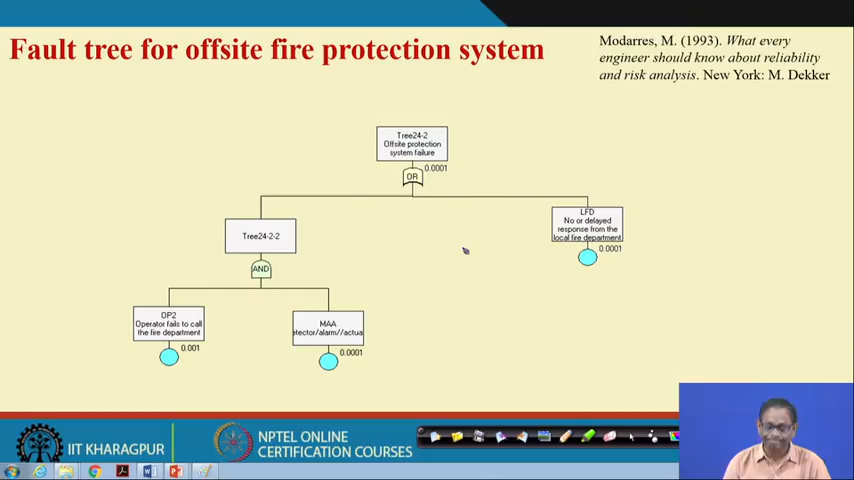 Fault tree for offsite fire protection system
Modarres, M. (1993). What every
engineer should know about reliability
and risk analysis. New York: M. Dekker
Tree24-2
Offsite protection
system failure
0.0001
OR
Tree24-2-2
AND
LFD
No or delayed
response from the
local fire department
0.0001
OP2
Operator fails to call
the fire department
0.001
MAA
etector/alarm//actua
0.0001
IIT KHARAGPUR
NPTEL ONLINE
CERTIFICATION COURSES